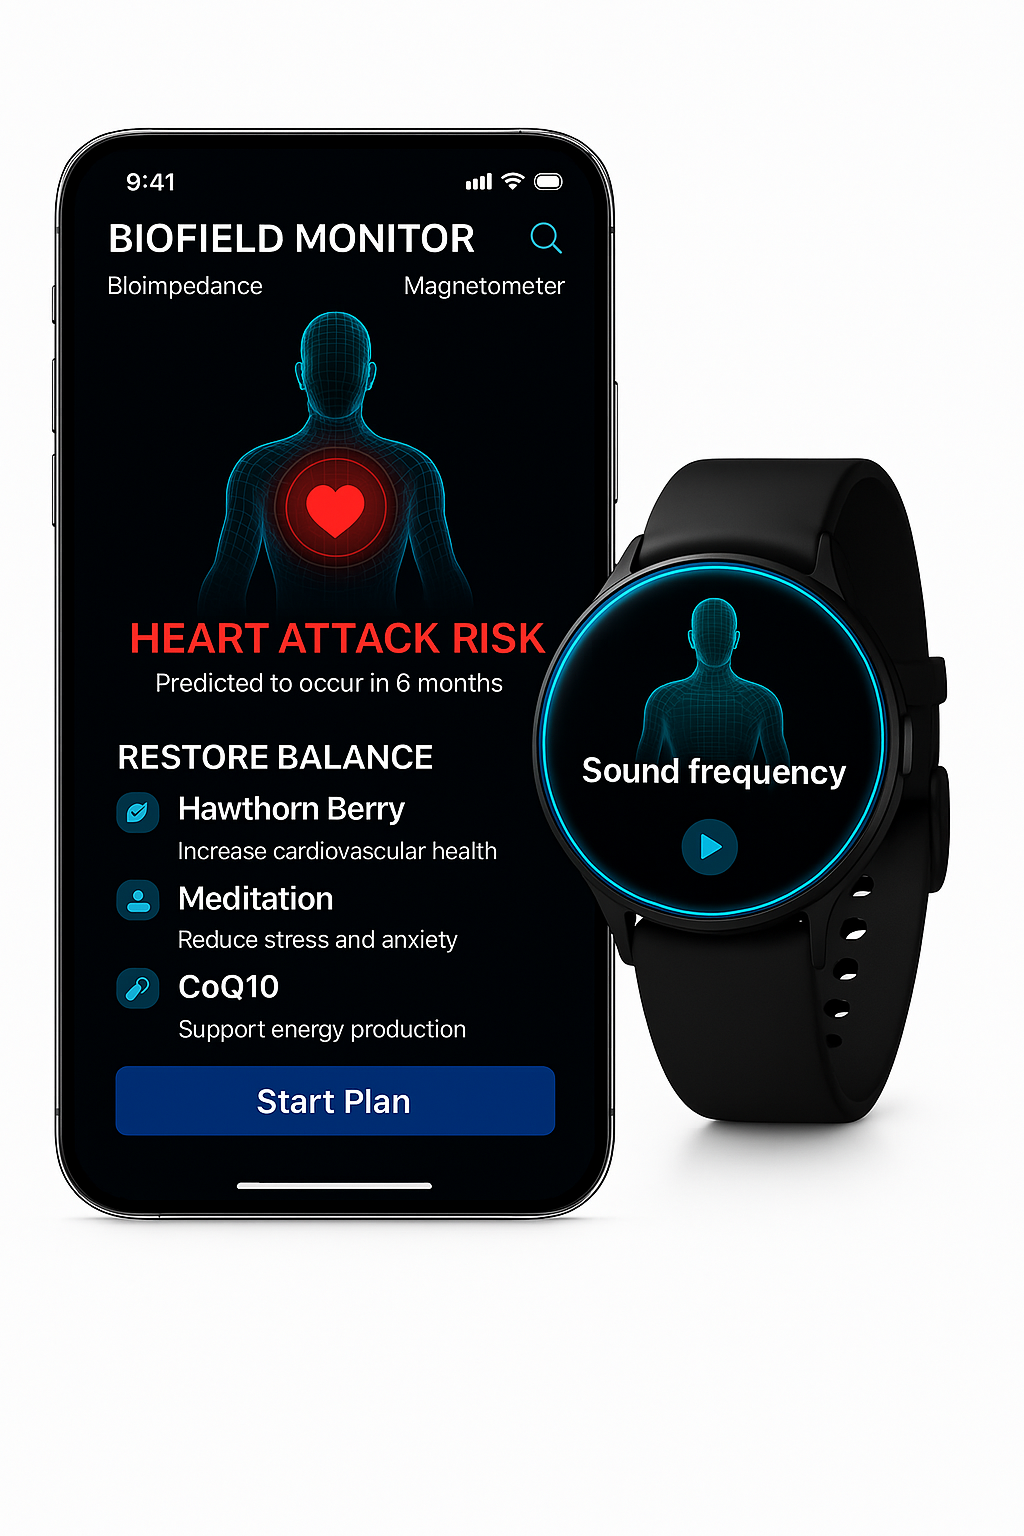 9:41
BIOFIELD MONITOR
Bloimpedance Magnetometer
HEART ATTACK RISK
Predicted to occur in 6 months
RESTORE BALANCE
Hawthorn Berry
Increase cardiovascular health
Meditation
Reduce stress and anxiety
CoQ10
Support energy production
Start Plan
Sound frequency